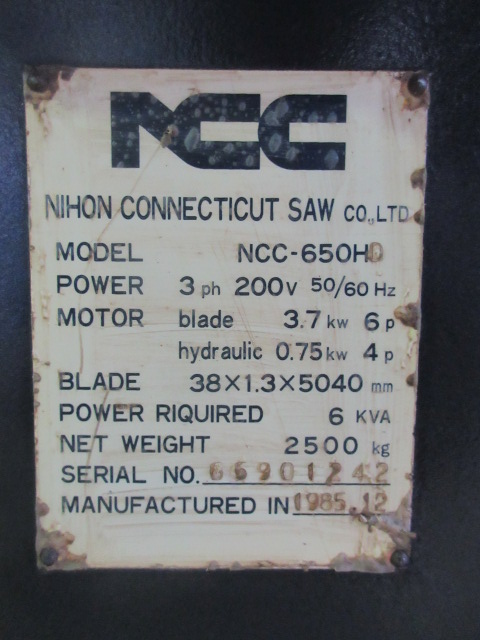 NCC
NIHON CONNECTICUT SAW CO.,LTD
MODEL NCC-650HD
POWER 3 ph 200V 50/60 Hz
MOTOR blade 3.7 kw 6 p
hydraulic 0.75 kw 4 p
BLADE 38×1.3×5040 mm
POWER RIQUIRED 6 KVA
NET WEIGHT 2500 kg
SERIAL NO. 66901242
MANUFACTURED IN 1985.12